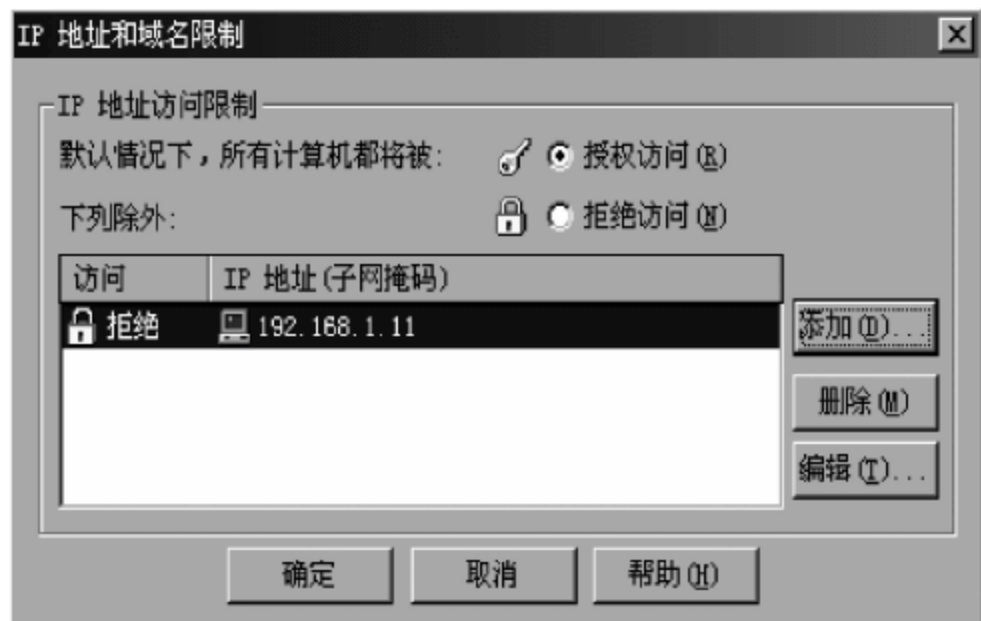 IP 地址和域名限制
IP 地址访问限制
默认情况下，所有计算机都将被： 授权访问(R)
下列除外： 拒绝访问(N)
访问 IP 地址(子网掩码)
拒绝 192.168.1.11
添加(D)...
删除(M)
编辑(T)...
确定 取消 帮助(H)